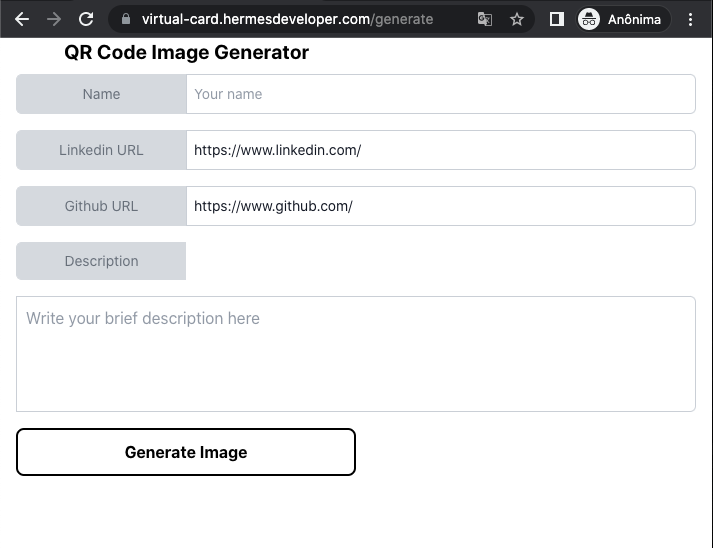 virtual-card.hermesdeveloper.com/generate
Anônima
QR Code Image Generator
Name
Your name
Linkedin URL
https://www.linkedin.com/
Github URL
https://www.github.com/
Description
Write your brief description here
Generate Image